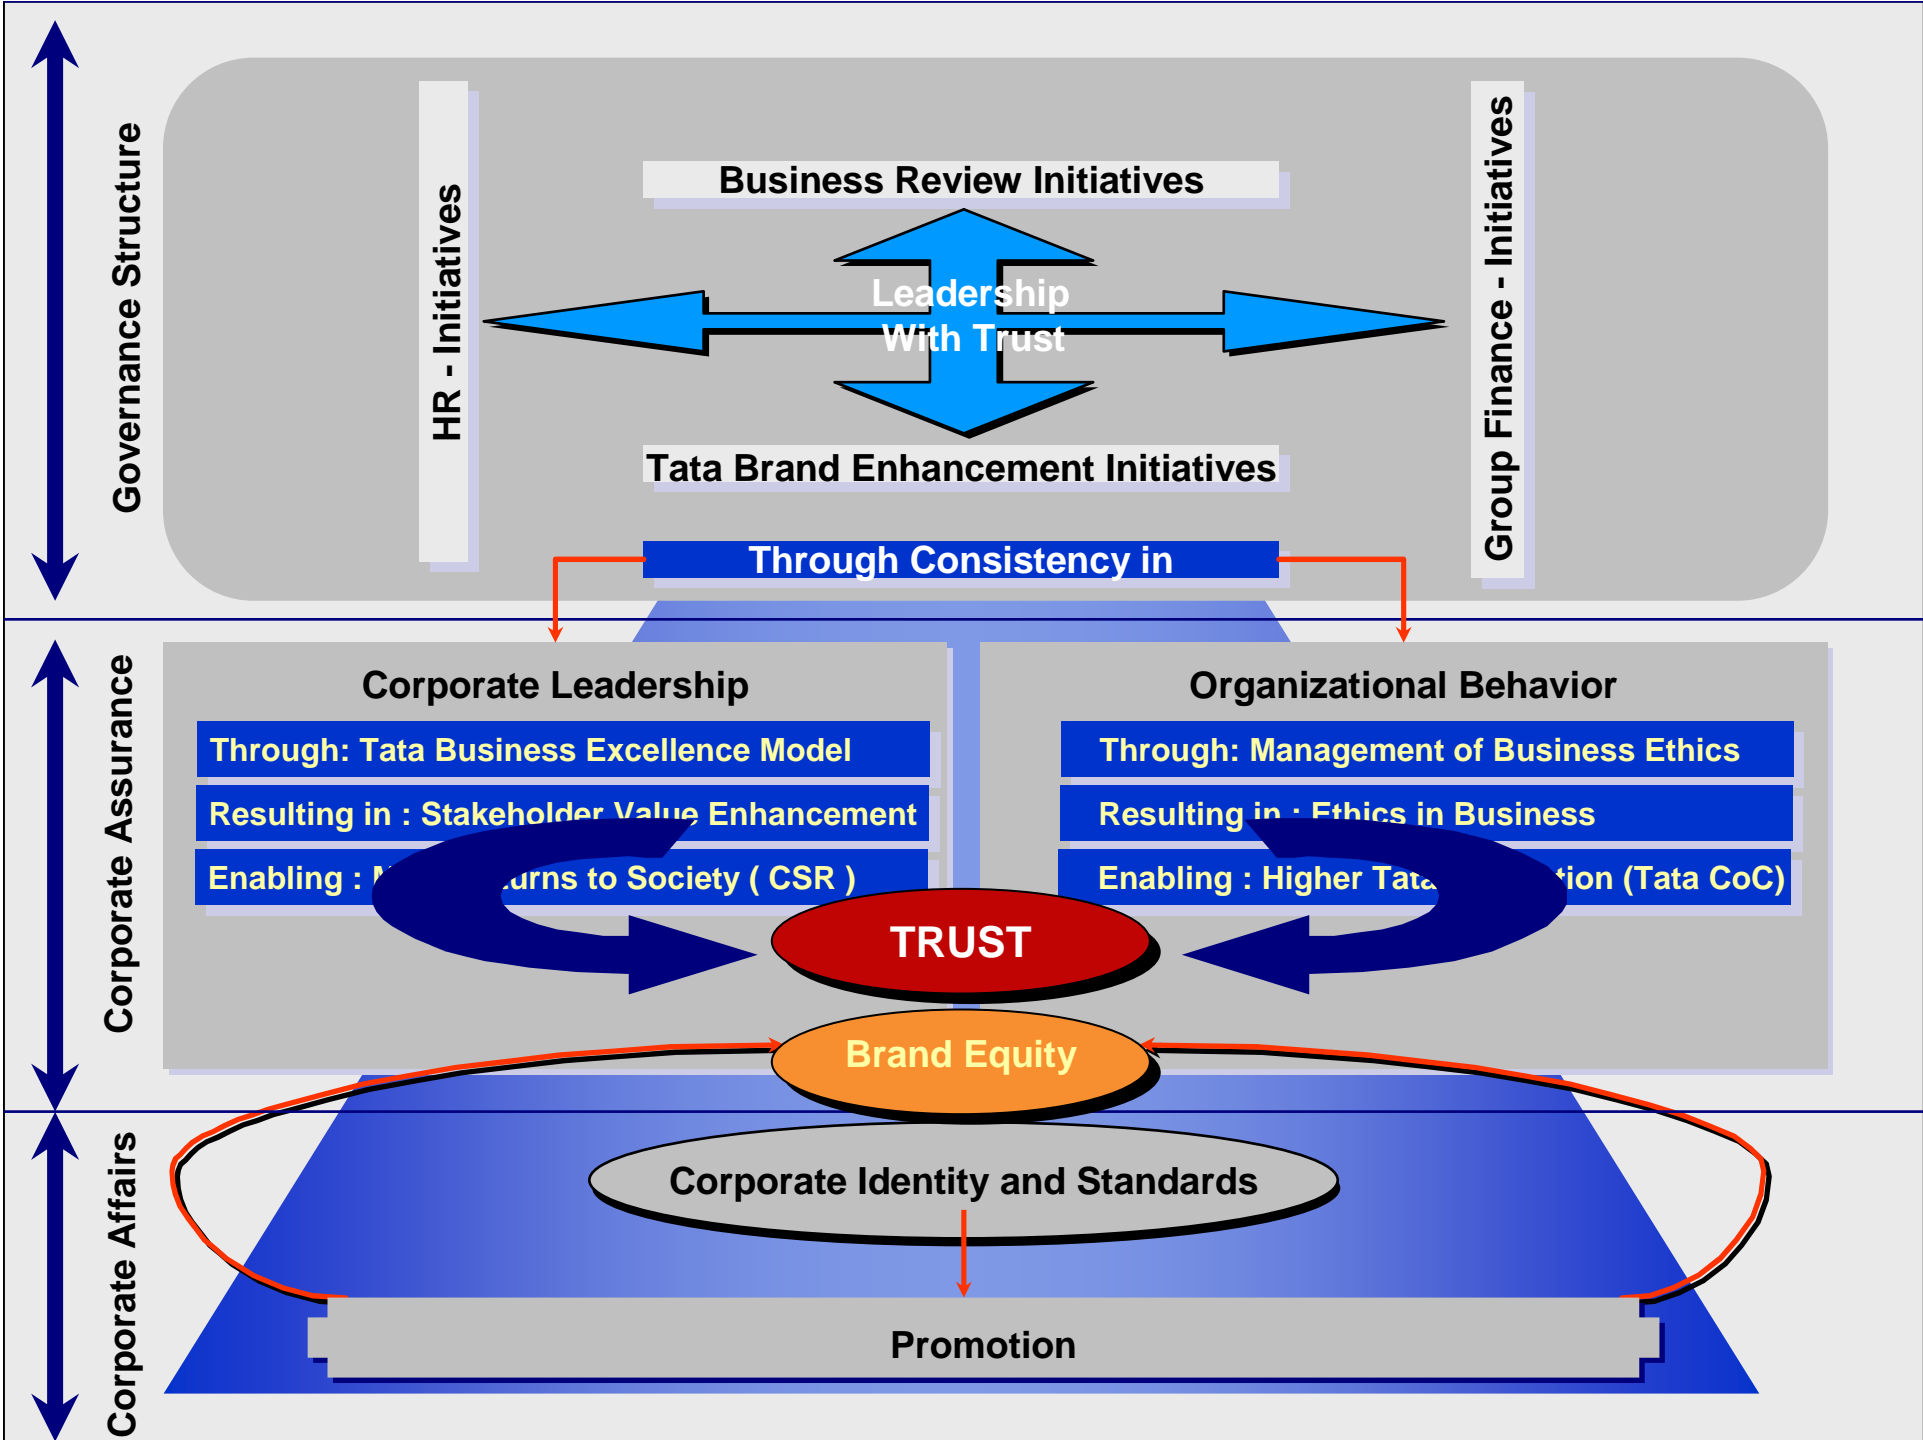 Governance Structure
HR - Initiatives
Business Review Initiatives
Leadership
With Trust
Tata Brand Enhancement Initiatives
Group Finance - Initiatives
Through Consistency in
Corporate Assurance
Corporate Leadership
Through: Tata Business Excellence Model
Resulting in : Stakeholder Value Enhancement
Enabling : to Society ( CSR )
Organizational Behavior
Through: Management of Business Ethics
Resulting in : Ethics in Business
Enabling : Higher Tata (Tata CoC)
TRUST
Brand Equity
Corporate Affairs
Corporate Identity and Standards
Promotion